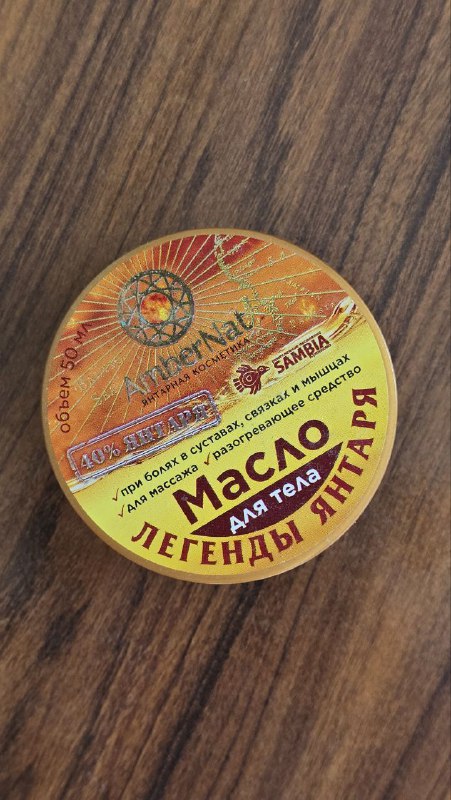 объем 50 мл
AmberNat
ЯНТАРНАЯ КОСМЕТИКА
SAMBIA
40% ЯНТАРЯ
✓при болях в суставах, связках и мышцах
✓для массажа ✓разогревающее средство
Масло
для тела
ЛЕГЕНДЫ ЯНТАРЯ